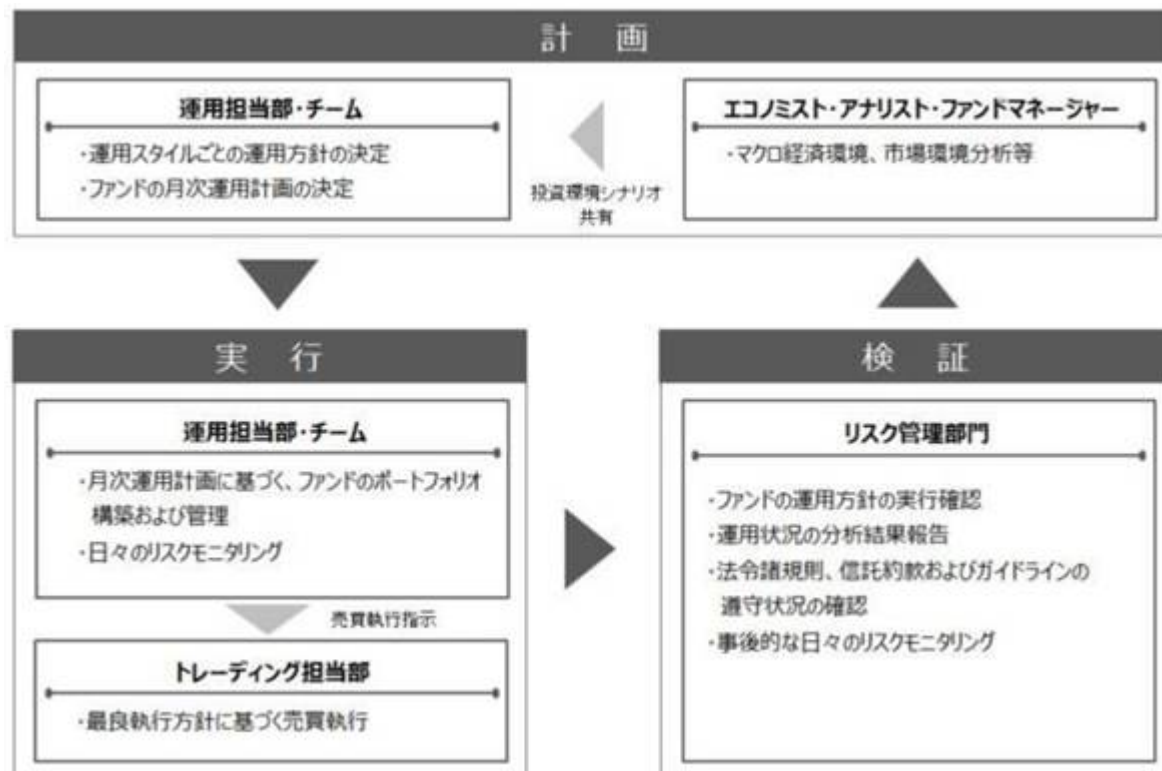 計 画
運用担当部・チーム
・運用スタイルごとの運用方針の決定
・ファンドの月次運用計画の決定
投資環境シナリオ
共有
エコノミスト・アナリスト・ファンドマネージャー
・マクロ経済環境、市場環境分析等
実 行
運用担当部・チーム
・月次運用計画に基づく、ファンドのポートフォリオ
構築および管理
・日々のリスクモニタリング
売買執行指示
トレーディング担当部
・最良執行方針に基づく売買執行
検 証
リスク管理部門
・ファンドの運用方針の実行確認
・運用状況の分析結果報告
・法令諸規則、信託約款およびガイドラインの
遵守状況の確認
・事後的な日々のリスクモニタリング